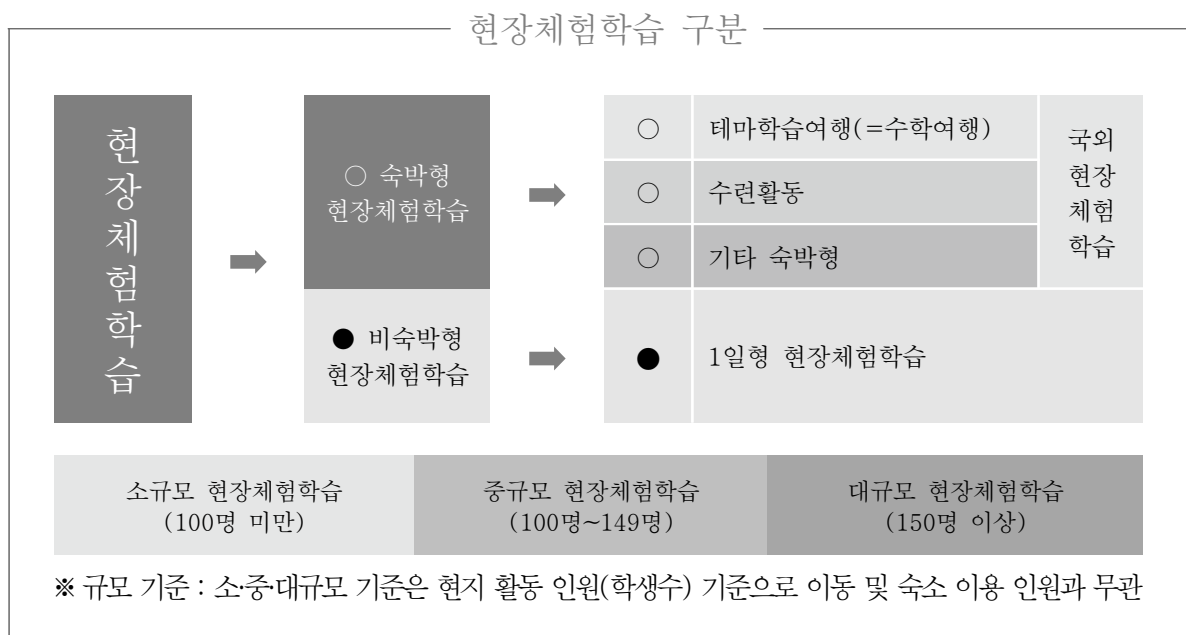 현장체험학습 구분
현
장
체
험
학
습
○ 숙박형
현장체험학습
● 비숙박형
현장체험학습
○ 테마학습여행(=수학여행)
○ 수련활동
○ 기타 숙박형
국외
현장
체험
학습
● 1일형 현장체험학습
소규모 현장체험학습
(100명 미만)
중규모 현장체험학습
(100명~149명)
대규모 현장체험학습
(150명 이상)
※ 규모 기준 : 소·중·대규모 기준은 현지 활동 인원(학생수) 기준으로 이동 및 숙소 이용 인원과 무관